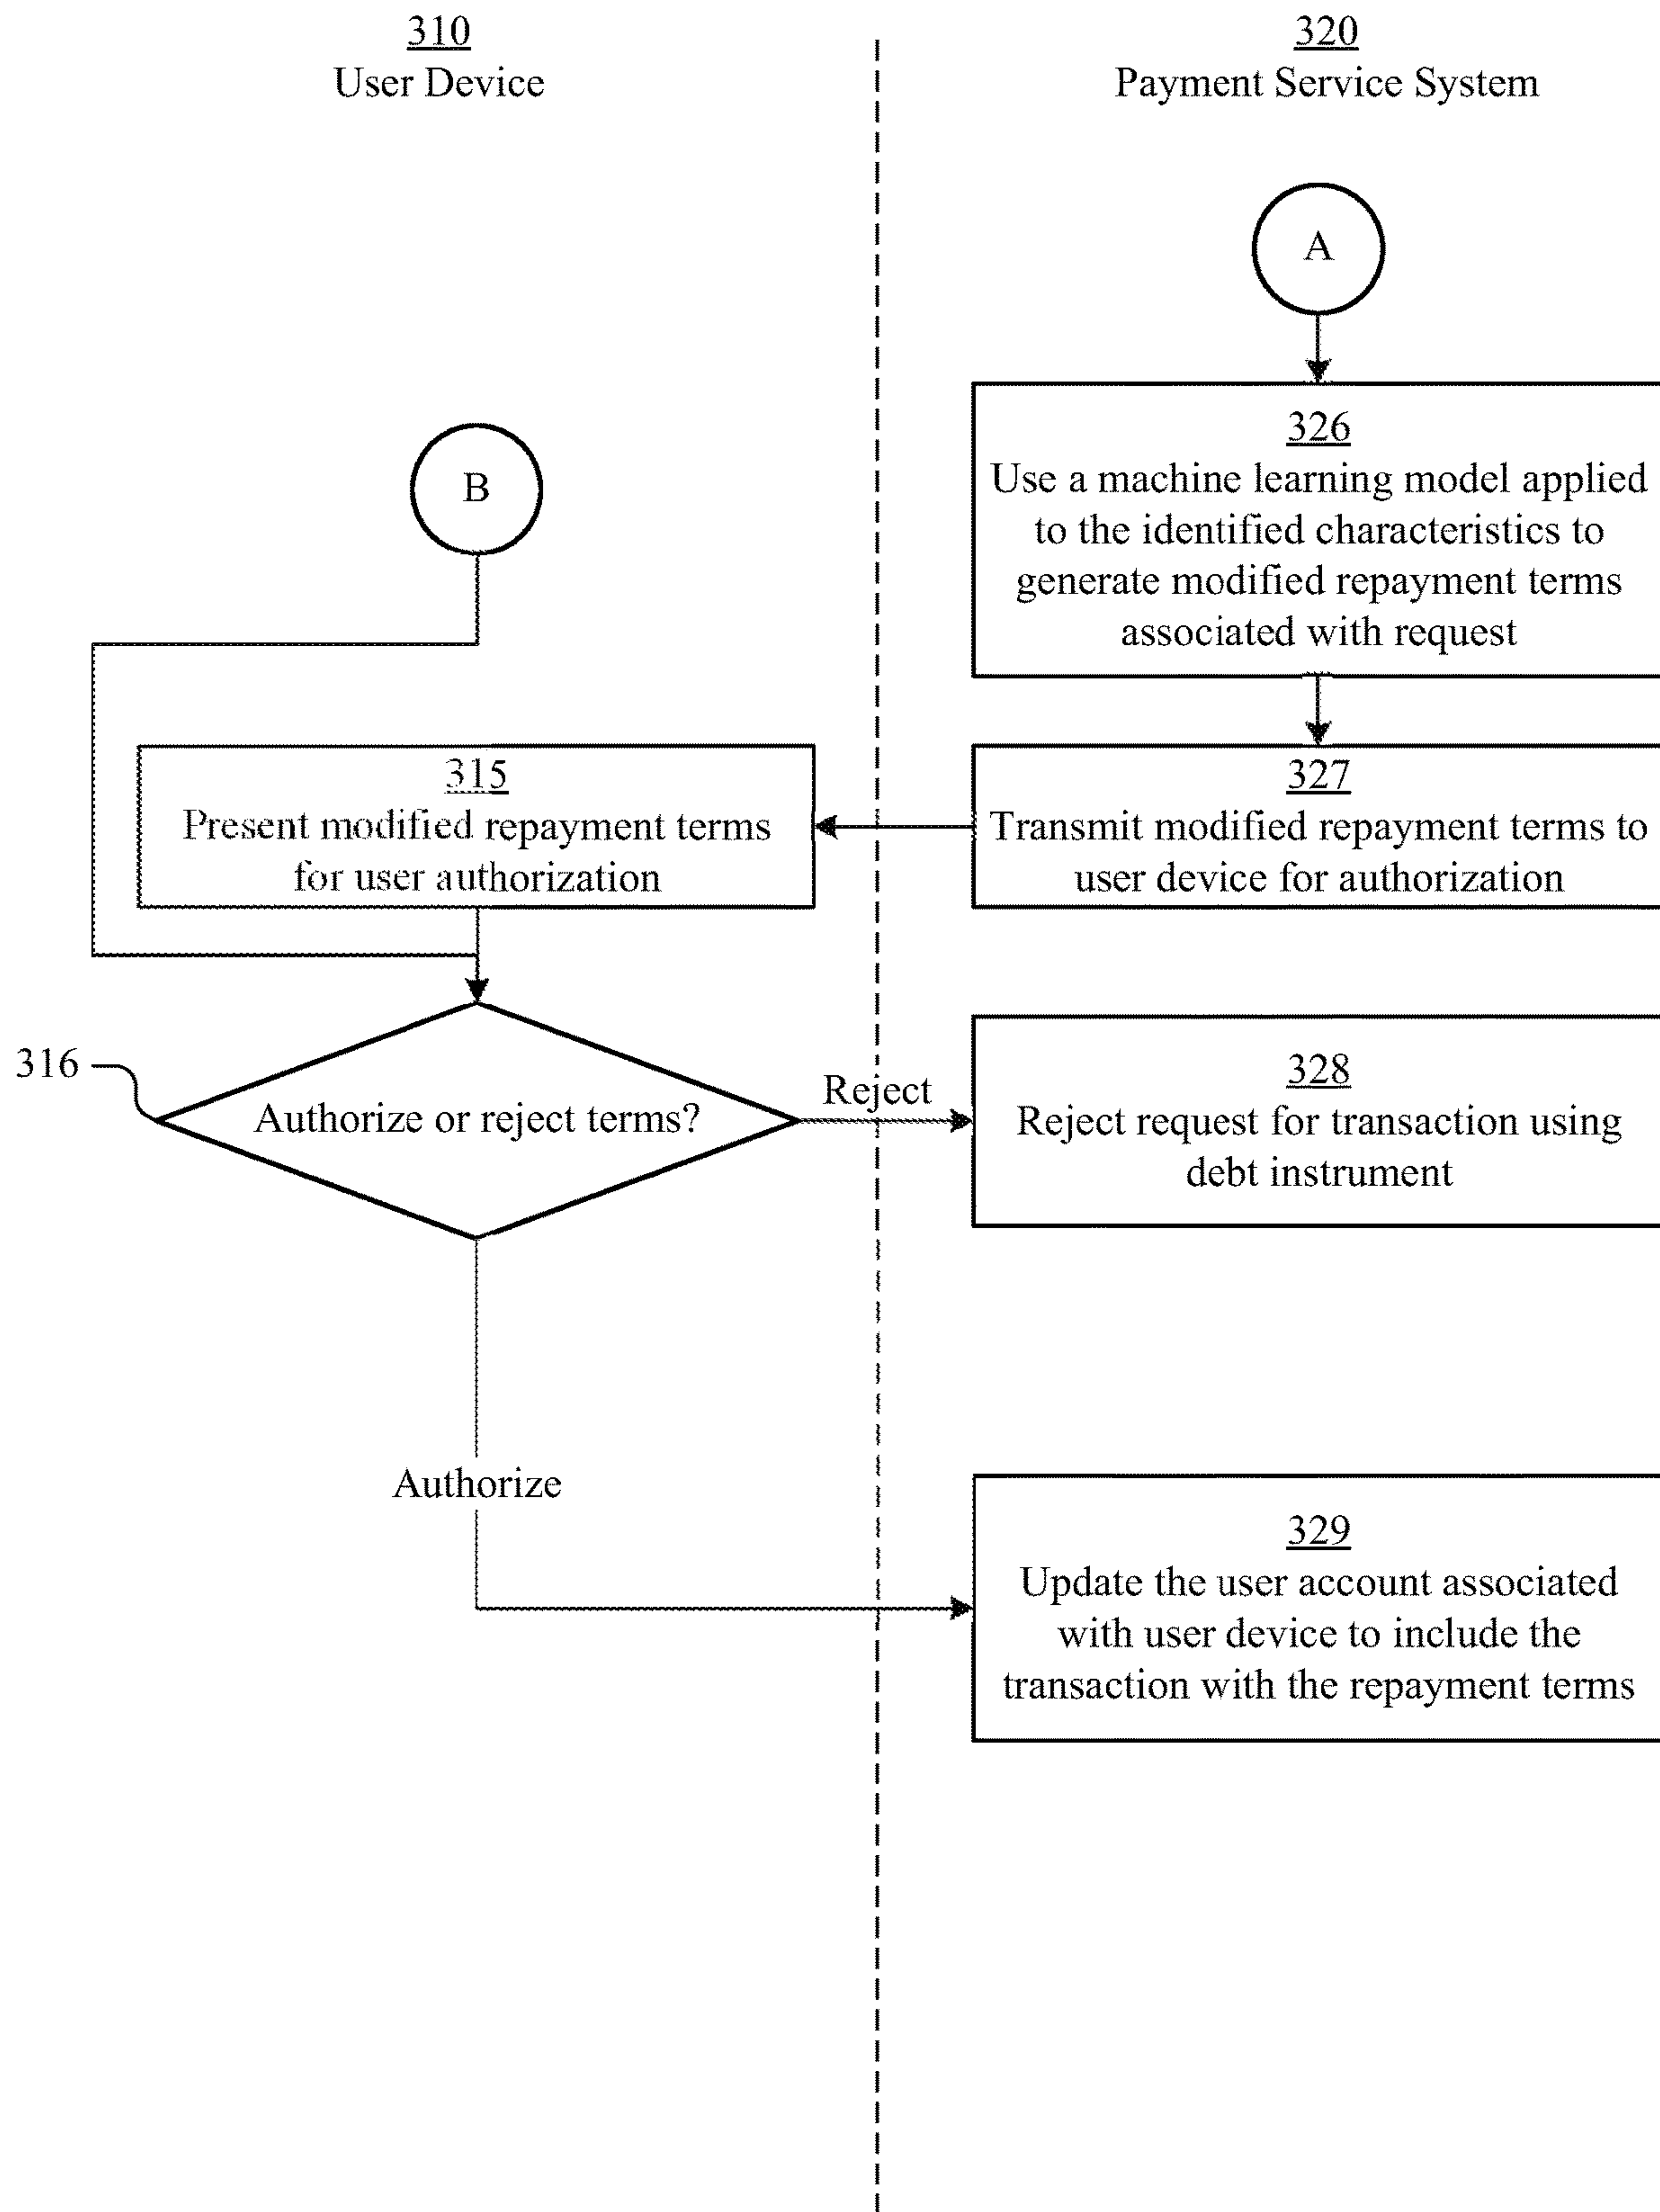 310
User Device
320
Payment Service System
A
326
Use a machine learning model applied
to the identified characteristics to
generate modified repayment terms
associated with request
B
315
Present modified repayment terms
for user authorization
327
Transmit modified repayment terms to
user device for authorization
316
Authorize or reject terms?
Reject
328
Reject request for transaction using
debt instrument
Authorize
329
Update the user account associated
with user device to include the
transaction with the repayment terms